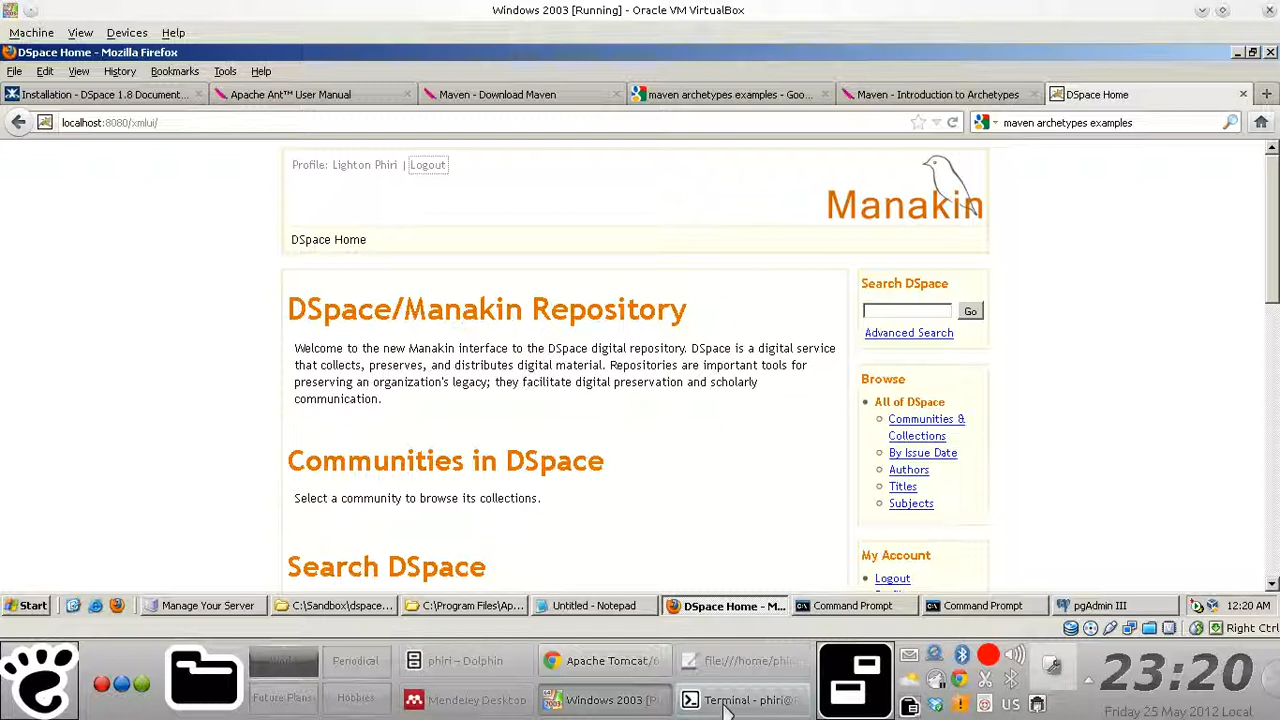 Windows 2003 [Running] - Oracle VM VirtualBox
Machine View Devices Help
DSpace Home - Mozilla Firefox
File Edit View History Bookmarks Tools Help
Installation - DSpace 1.8 Document...
Apache Ant™ User Manual
Maven - Download Maven
maven archetypes examples - Goo...
Maven - Introduction to Archetypes
DSpace Home
localhost:8080/xmlui/
maven archetypes examples
Profile: Lighton Phiri | Logout
Manakin
DSpace Home
DSpace/Manakin Repository
Welcome to the new Manakin interface to the DSpace digital repository. DSpace is a digital service
that collects, preserves, and distributes digital material. Repositories are important tools for
preserving an organization's legacy; they facilitate digital preservation and scholarly
communication.
Communities in DSpace
Select a community to browse its collections.
Search DSpace
Search DSpace
Go
Advanced Search
Browse
All of DSpace
Communities &
Collections
By Issue Date
Authors
Titles
Subjects
My Account
Logout
Start
Manage Your Server
C:\Sandbox\dspace...
C:\Program Files\Ap...
Untitled - Notepad
DSpace Home - M...
Command Prompt
Command Prompt
pgAdmin III
12:20 AM
Right Ctrl
Periodical
phiri – Dolphin
Apache Tomcat/
file:///home/phi
Future Plans
Hobbies
Mendeley Desktop
Windows 2003 [R
Terminal - phiri@
US
23:20
Friday 25 May 2012 Local